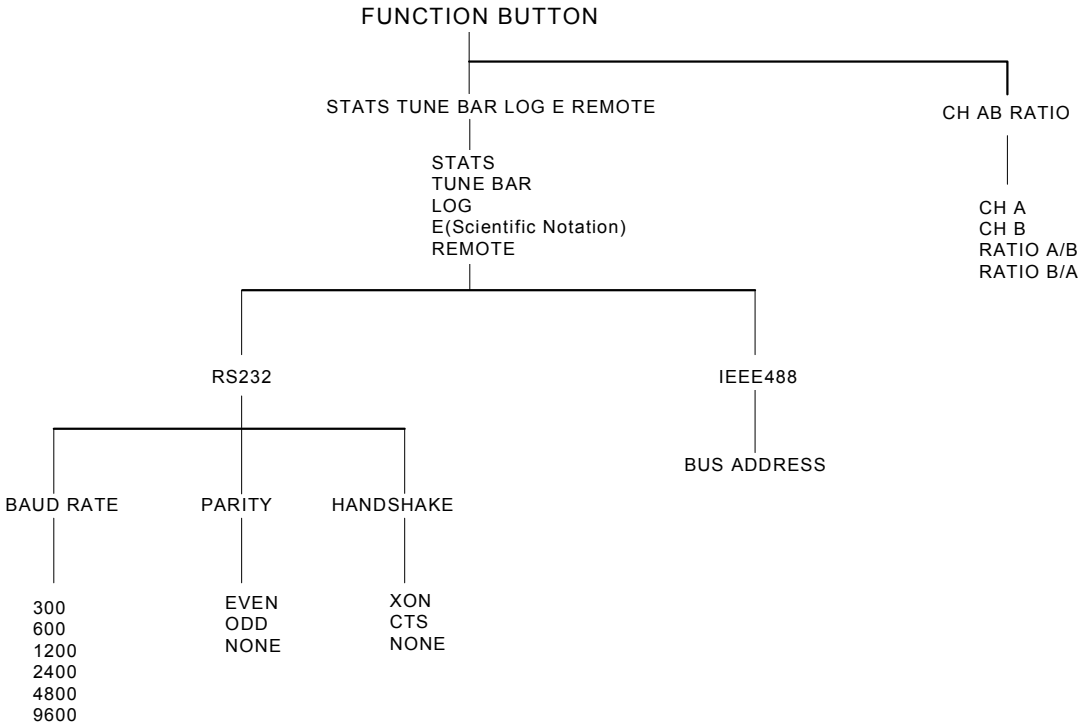 FUNCTION BUTTON
STATS TUNE BAR LOG E REMOTE
CH AB RATIO
STATS
TUNE BAR
LOG
E(Scientific Notation)
REMOTE
CH A
CH B
RATIO A/B
RATIO B/A
RS232
IEEE488
BUS ADDRESS
BAUD RATE
PARITY
HANDSHAKE
300
600
1200
2400
4800
9600
EVEN
ODD
NONE
XON
CTS
NONE